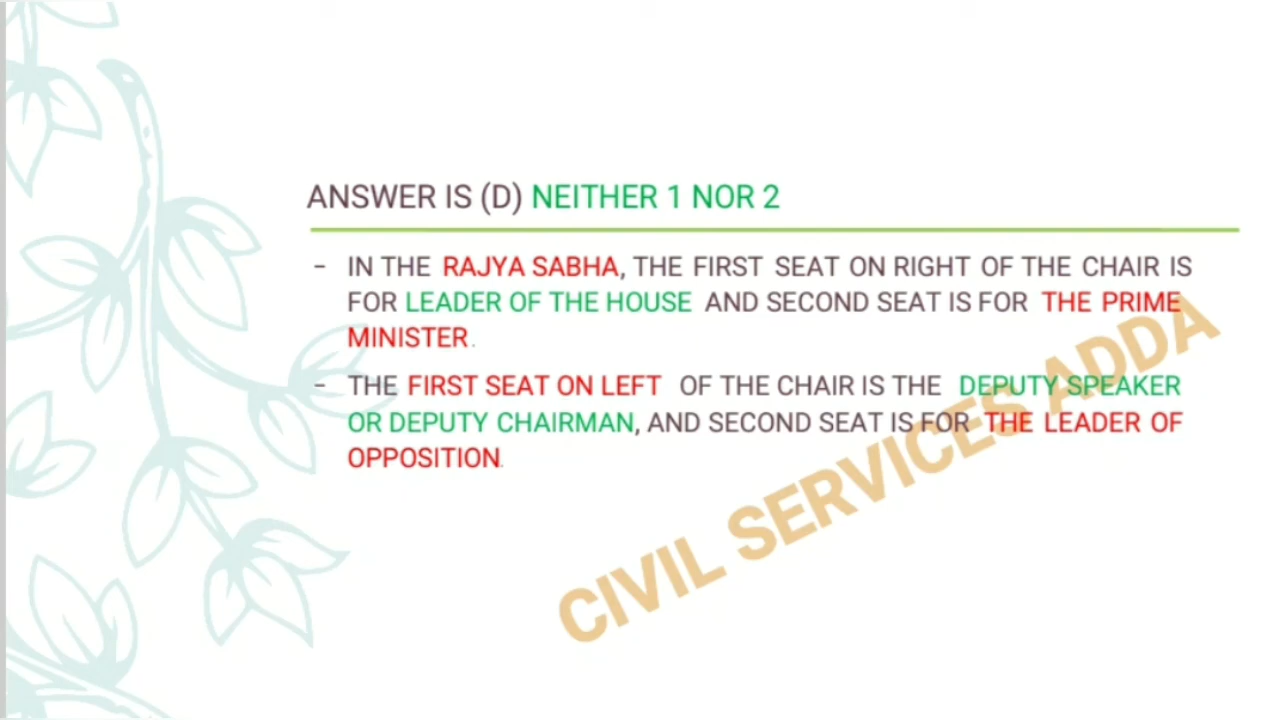 ANSWER IS (D) NEITHER 1 NOR 2
- IN THE RAJYA SABHA, THE FIRST SEAT ON RIGHT OF THE CHAIR IS
FOR LEADER OF THE HOUSE AND SECOND SEAT IS FOR THE PRIME
MINISTER.
- THE FIRST SEAT ON LEFT OF THE CHAIR IS THE DEPUTY SPEAKER
OR DEPUTY CHAIRMAN, AND SECOND SEAT IS FOR THE LEADER OF
OPPOSITION.
CIVIL SERVICES ADDA